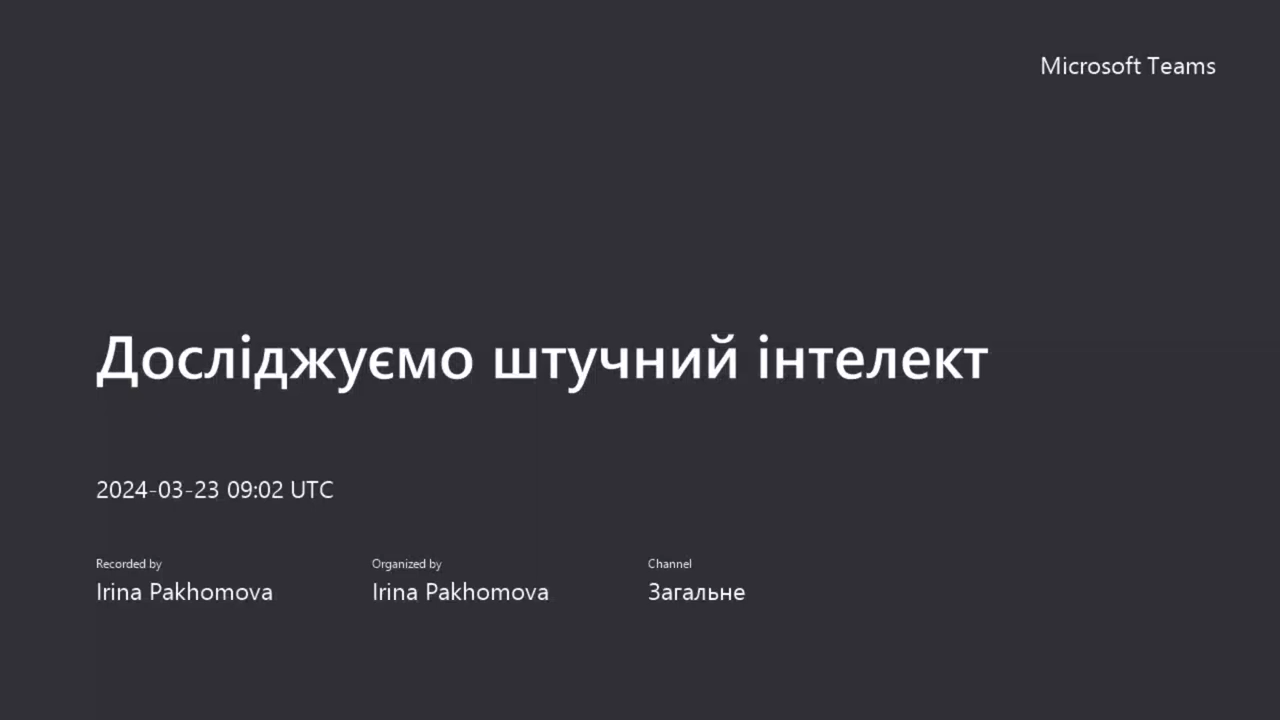 Microsoft Teams
Досліджуємо штучний інтелект
2024-03-23 09:02 UTC
Recorded by
Irina Pakhomova
Organized by
Irina Pakhomova
Channel
Загальне